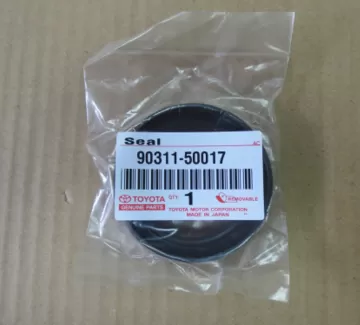 Seal
90311-50017
TOYOTA
GENUINE PARTS
QTY
1
REMOVABLE
TOYOTA MOTOR CORPORATION
MADE IN JAPAN